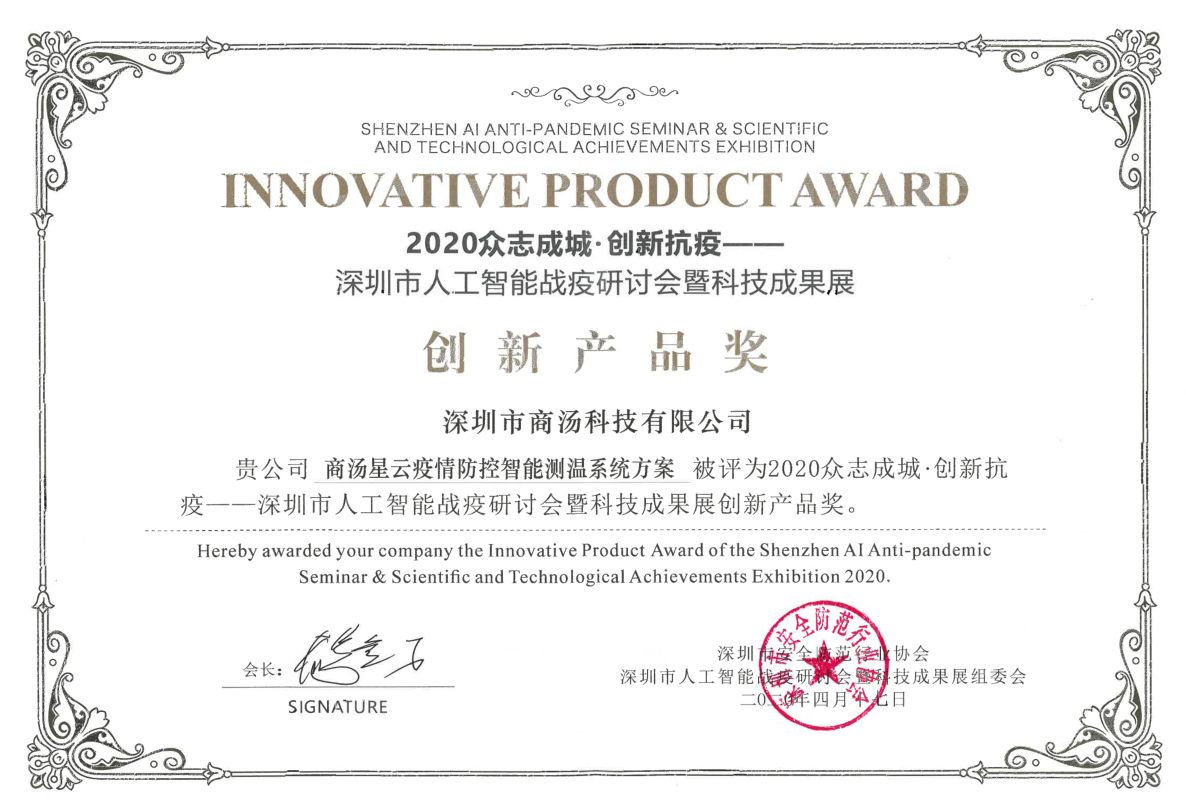 SHENZHEN AI ANTI-PANDEMIC SEMINAR & SCIENTIFIC
AND TECHNOLOGICAL ACHIEVEMENTS EXHIBITION
INNOVATIVE PRODUCT AWARD
2020众志成城·创新抗疫——
深圳市人工智能战疫研讨会暨科技成果展
创新产品奖
深圳市商汤科技有限公司
贵公司 商汤星云疫情防控智能测温系统方案 被评为2020众志成城·创新抗
疫——深圳市人工智能战疫研讨会暨科技成果展创新产品奖。
Hereby awarded your company the Innovative Product Award of the Shenzhen AI Anti-pandemic
Seminar & Scientific and Technological Achievements Exhibition 2020.
会长:
SIGNATURE
深圳市安全防范行业协会
深圳市安全防范行业协会
深圳市人工智能战疫研讨会暨科技成果展组委会
二〇二〇年四月十七日